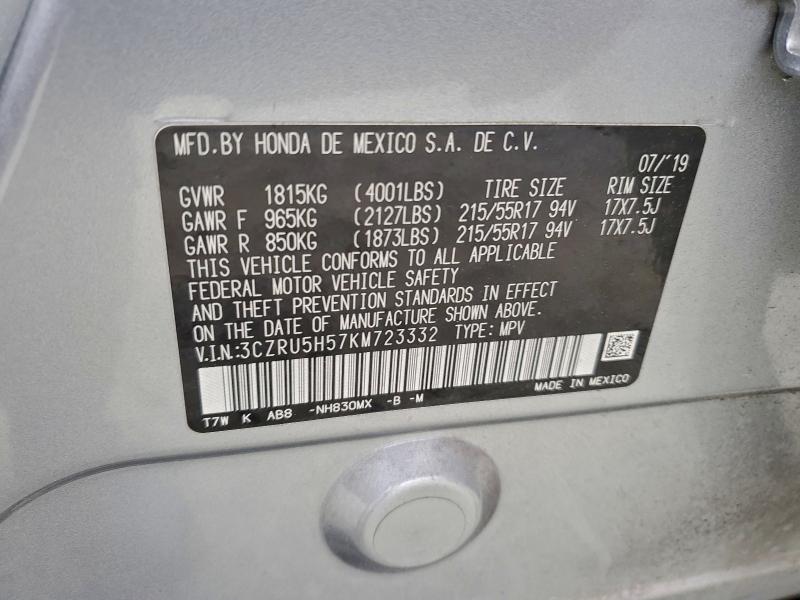 MFD. BY HONDA DE MEXICO S.A. DE C.V.
07/'19
GVWR 1815KG (4001LBS) TIRE SIZE RIM SIZE
GAWR F 965KG (2127LBS) 215/55R17 94V 17X7.5J
GAWR R 850KG (1873LBS) 215/55R17 94V 17X7.5J
THIS VEHICLE CONFORMS TO ALL APPLICABLE
FEDERAL MOTOR VEHICLE SAFETY
AND THEFT PREVENTION STANDARDS IN EFFECT
ON THE DATE OF MANUFACTURE SHOWN ABOVE.
V.I.N.:3CZRU5H57KM723332 TYPE: MPV
MADE IN MEXICO
T7W K AB8 -NH830MX -B -M